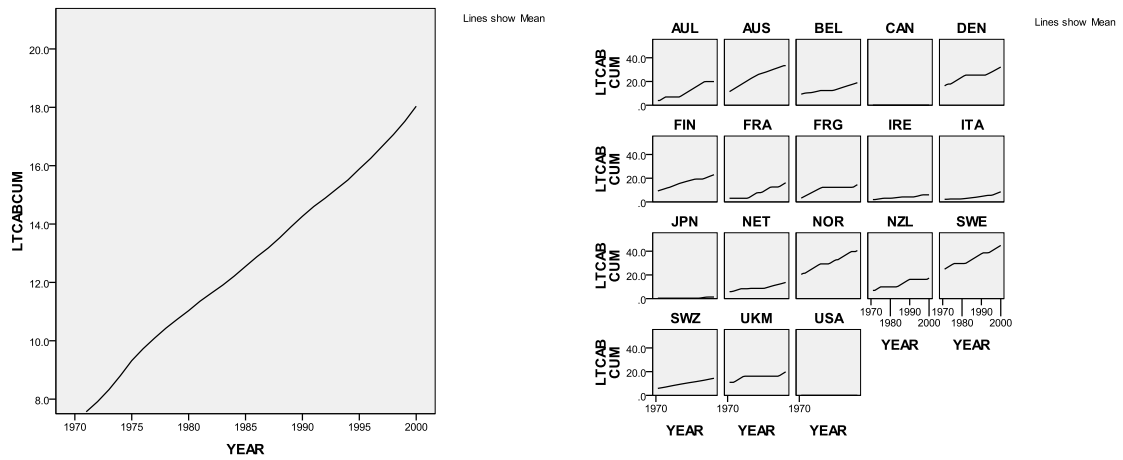 Lines show Mean
LTCABCUM
20.0
18.0
16.0
14.0
12.0
10.0
8.0
1970 1975 1980 1985 1990 1995 2000
YEAR
Lines show Mean
AUL AUS BEL CAN DEN
LTCAB
CUM
40.0
20.0
.0
FIN FRA FRG IRE ITA
LTCAB
CUM
40.0
20.0
.0
JPN NET NOR NZL SWE
LTCAB
CUM
40.0
20.0
.0
1970 1990 1970 1990
1980 2000 1980 2000
YEAR YEAR
SWZ UKM USA
LTCAB
CUM
40.0
20.0
.0
1970 1970 1970
YEAR YEAR YEAR